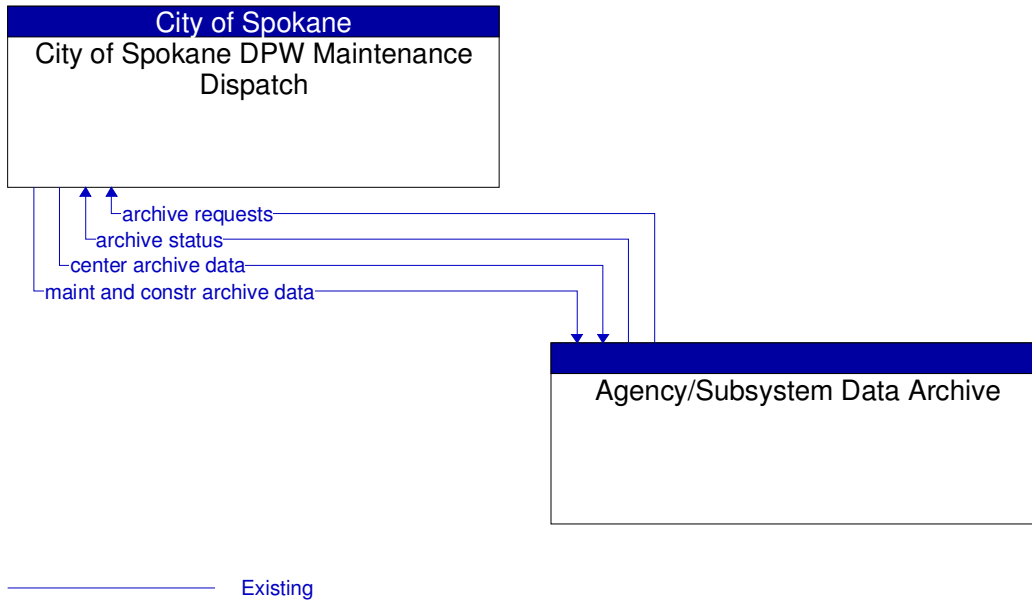 City of Spokane
City of Spokane DPW Maintenance
Dispatch
archive requests
archive status
center archive data
maint and constr archive data
Agency/Subsystem Data Archive
Existing